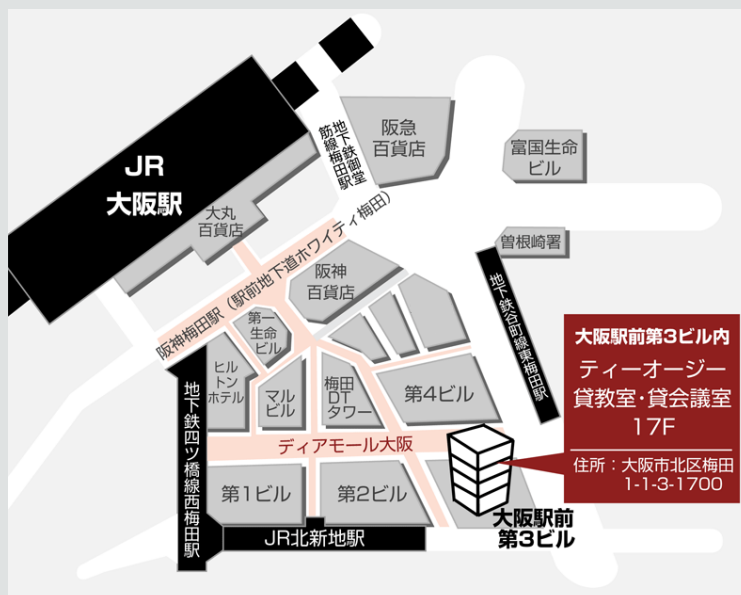 JR
大阪駅
地下鉄御堂
筋線梅田駅
阪急
百貨店
富国生命
ビル
大丸
百貨店
曽根崎署
阪神梅田駅（駅前地下道ホワイティ梅田）
阪神
百貨店
第一
生命
ビル
地下鉄谷町線東梅田駅
ヒル
トン
ホテル
マル
ビル
梅田
DT
タワー
第4ビル
地下鉄四ツ橋線西梅田駅
ディアモール大阪
第1ビル
第2ビル
大阪駅前
第3ビル
JR北新地駅
大阪駅前第3ビル内
ティーオージー
貸教室・貸会議室
17F
住所：大阪市北区梅田
1-1-3-1700